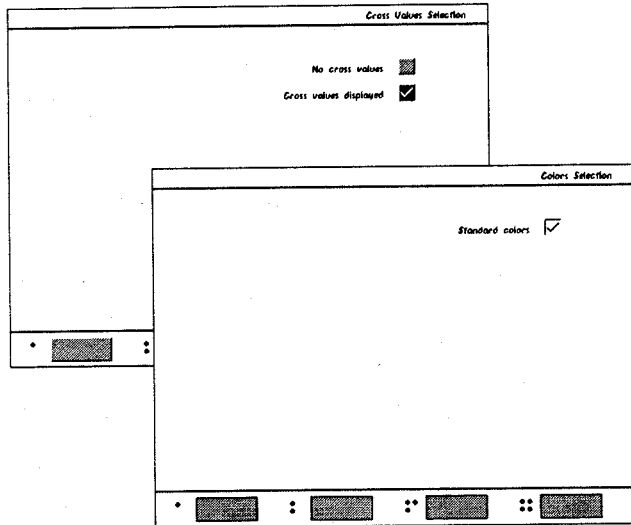 Cross Values Selection
No cross values
Cross values displayed
Colors Selection
Standard colors